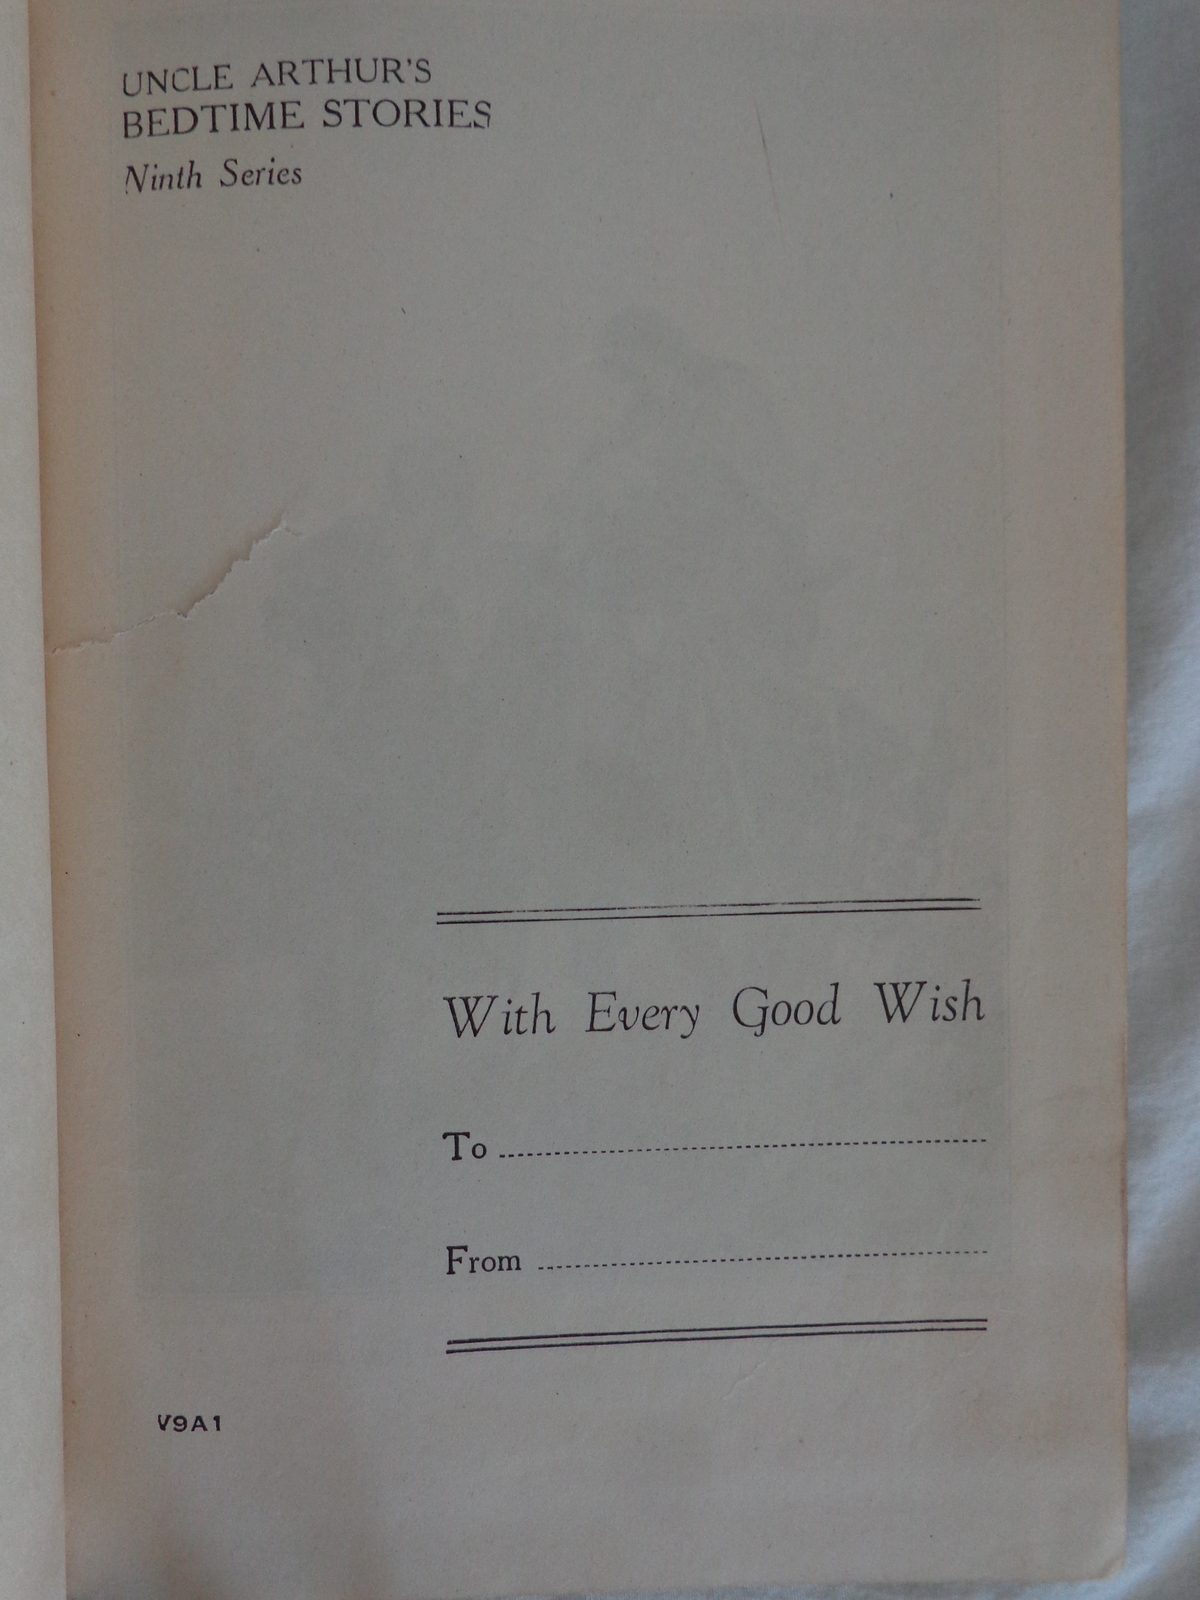 UNCLE ARTHUR'S
BEDTIME STORIES
Ninth Series
With Every Good Wish
To
From
V9A1